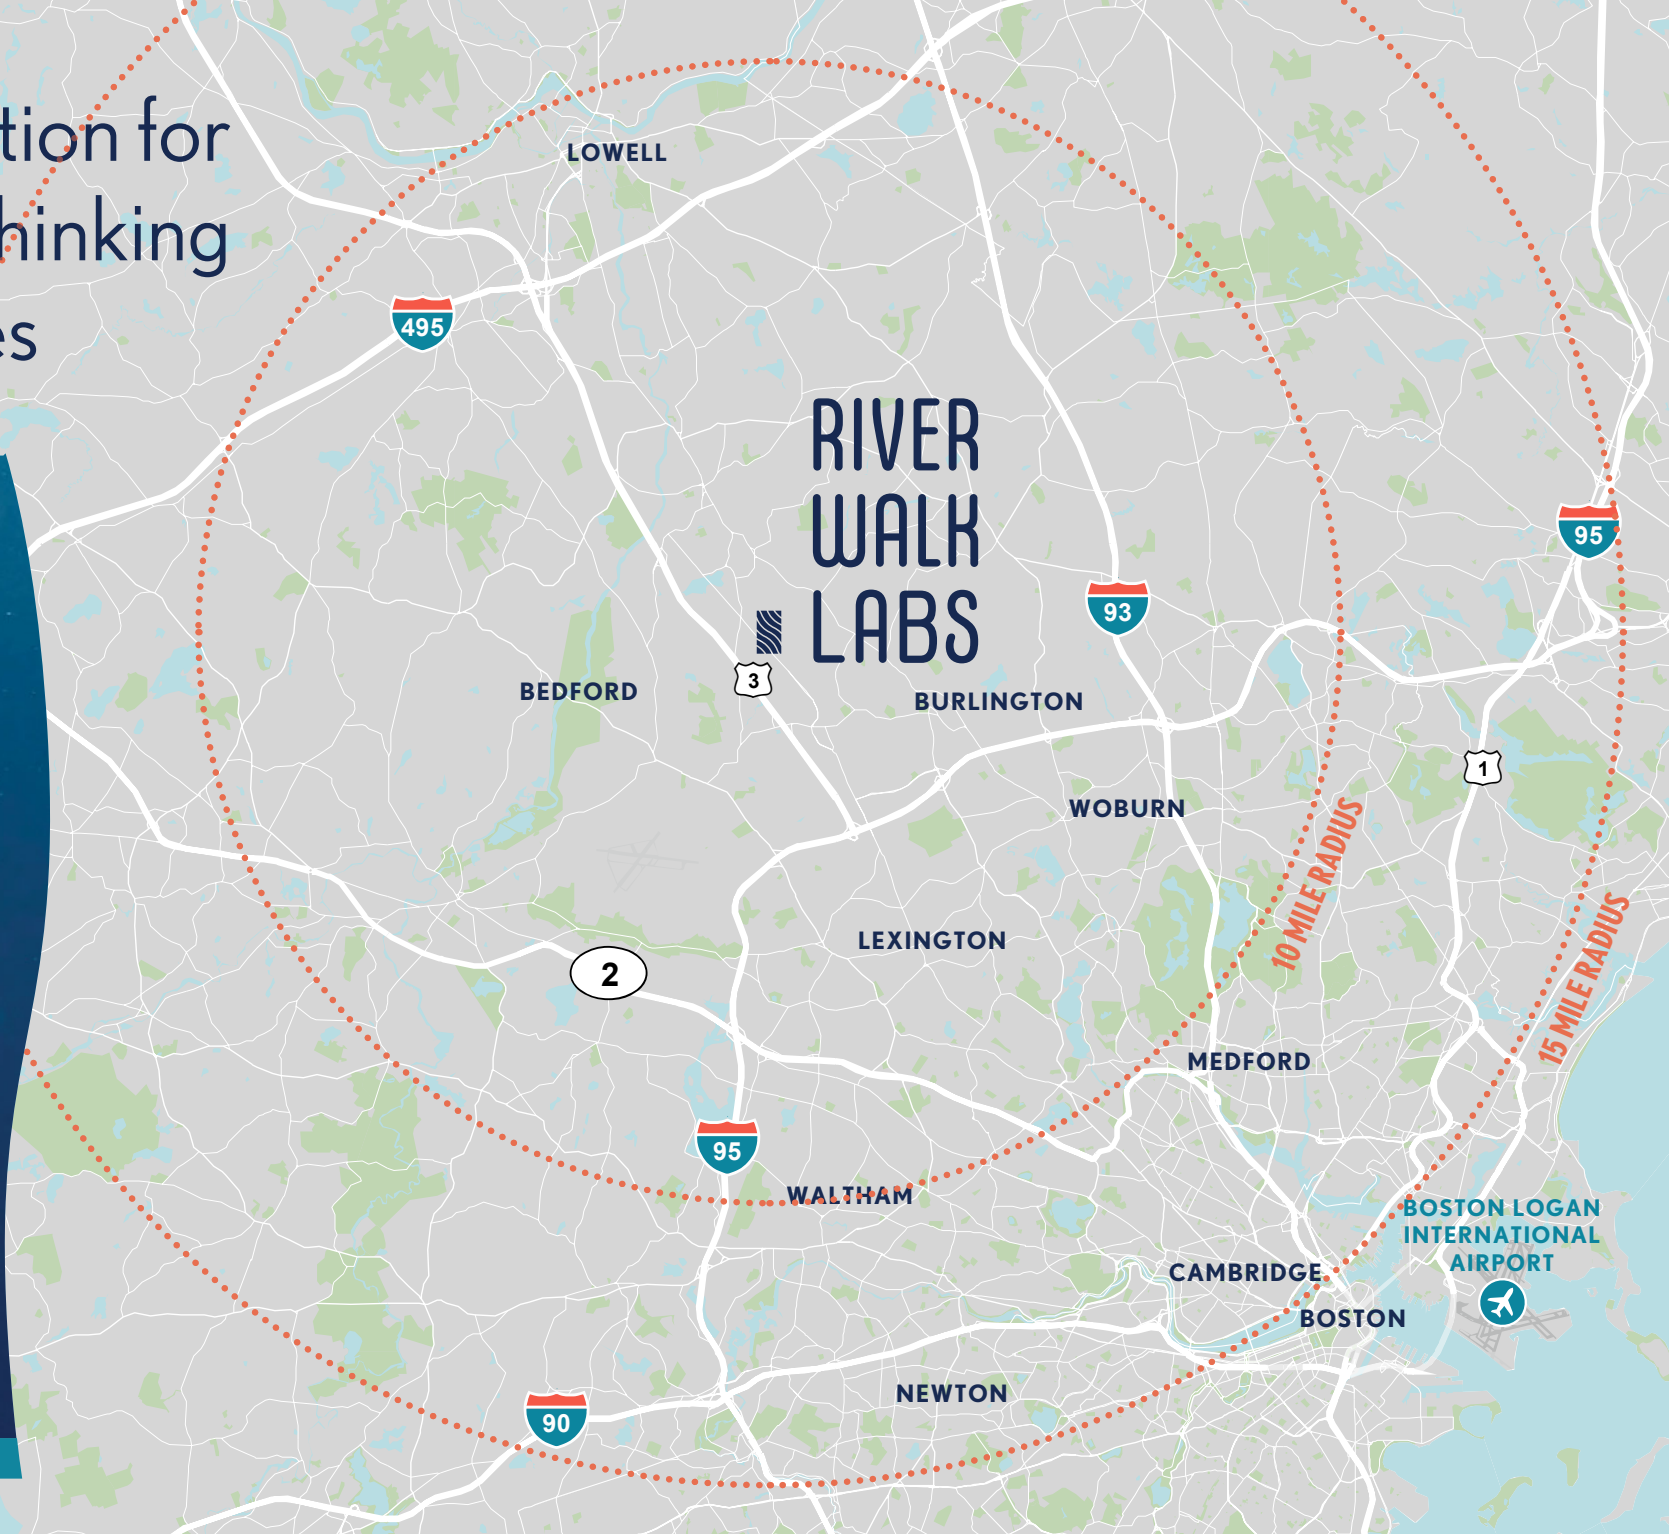 tion for
hinking
es
LOWELL
495
RIVER
WALK
LABS
95
93
BEDFORD
3
BURLINGTON
1
WOBURN
10 MILE RADIUS
LEXINGTON
15 MILE RADIUS
2
MEDFORD
95
WALTHAM
BOSTON LOGAN
INTERNATIONAL
AIRPORT
CAMBRIDGE
BOSTON
NEWTON
90